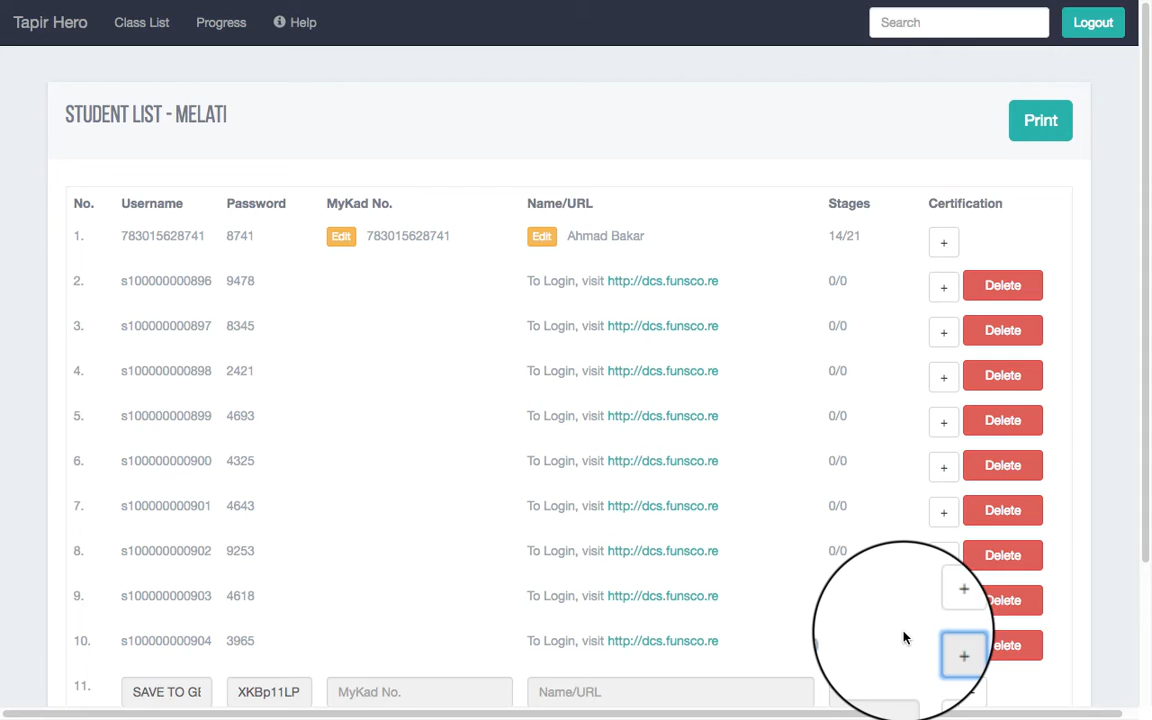 Tapir Hero Class List Progress Help Search Logout
STUDENT LIST - MELATI
Print
No. Username Password MyKad No. Name/URL Stages Certification
1. 783015628741 8741 Edit 783015628741 Edit Ahmad Bakar 14/21 +
2. s100000000896 9478 To Login, visit http://dcs.funsco.re 0/0 + Delete
3. s100000000897 8345 To Login, visit http://dcs.funsco.re 0/0 + Delete
4. s100000000898 2421 To Login, visit http://dcs.funsco.re 0/0 + Delete
5. s100000000899 4693 To Login, visit http://dcs.funsco.re 0/0 + Delete
6. s100000000900 4325 To Login, visit http://dcs.funsco.re 0/0 + Delete
7. s100000000901 4643 To Login, visit http://dcs.funsco.re 0/0 + Delete
8. s100000000902 9253 To Login, visit http://dcs.funsco.re 0/0 Delete
9. s100000000903 4618 To Login, visit http://dcs.funsco.re + Delete
10. s100000000904 3965 To Login, visit http://dcs.funsco.re + elete
11. SAVE TO GE XKBp11LP MyKad No. Name/URL